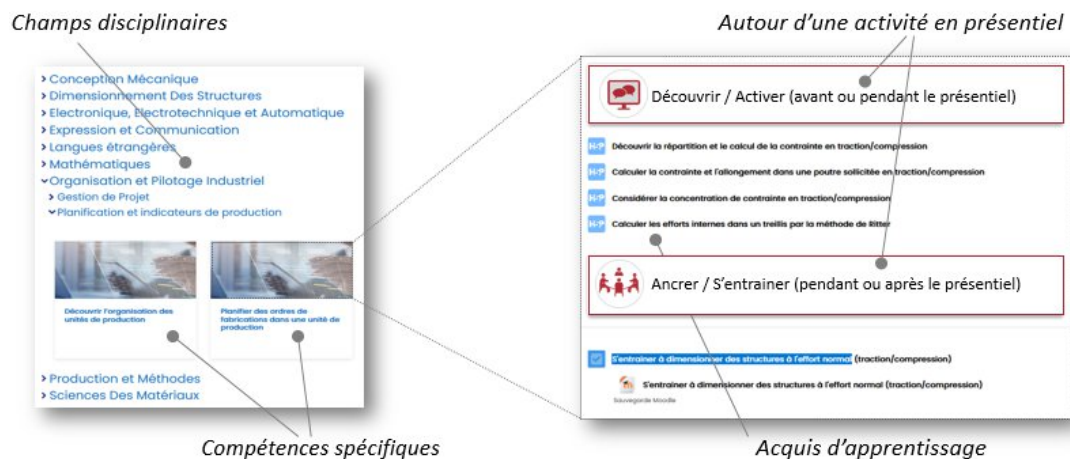 Champs disciplinaires
Autour d'une activité en présentiel
Conception Mécanique
Dimensionnement Des Structures
Electronique, Electrotechnique et Automatique
Expression et Communication
Langues étrangères
Mathématiques
Organisation et Pilotage Industriel
Gestion de Projet
Planification et indicateurs de production
Découvrir l'organisation des
unités de production
Planifier des ordres de
fabrications dans une unité de
production
Production et Méthodes
Sciences Des Matériaux
Découvrir / Activer (avant ou pendant le présentiel)
H-P Découvrir la répartition et le calcul de la contrainte en traction/compression
H-P Calculer la contrainte et l'allongement dans une poutre sollicitée en traction/compression
H-P Considérer la concentration de contrainte en traction/compression
H-P Calculer les efforts internes dans un treillis par la méthode de Ritter
Ancrer / S'entrainer (pendant ou après le présentiel)
S'entrainer à dimensionner des structures à l'effort normal (traction/compression)
S'entrainer à dimensionner des structures à l'effort normal (traction/compression)
Sauvegarde Moodle
Compétences spécifiques
Acquis d'apprentissage